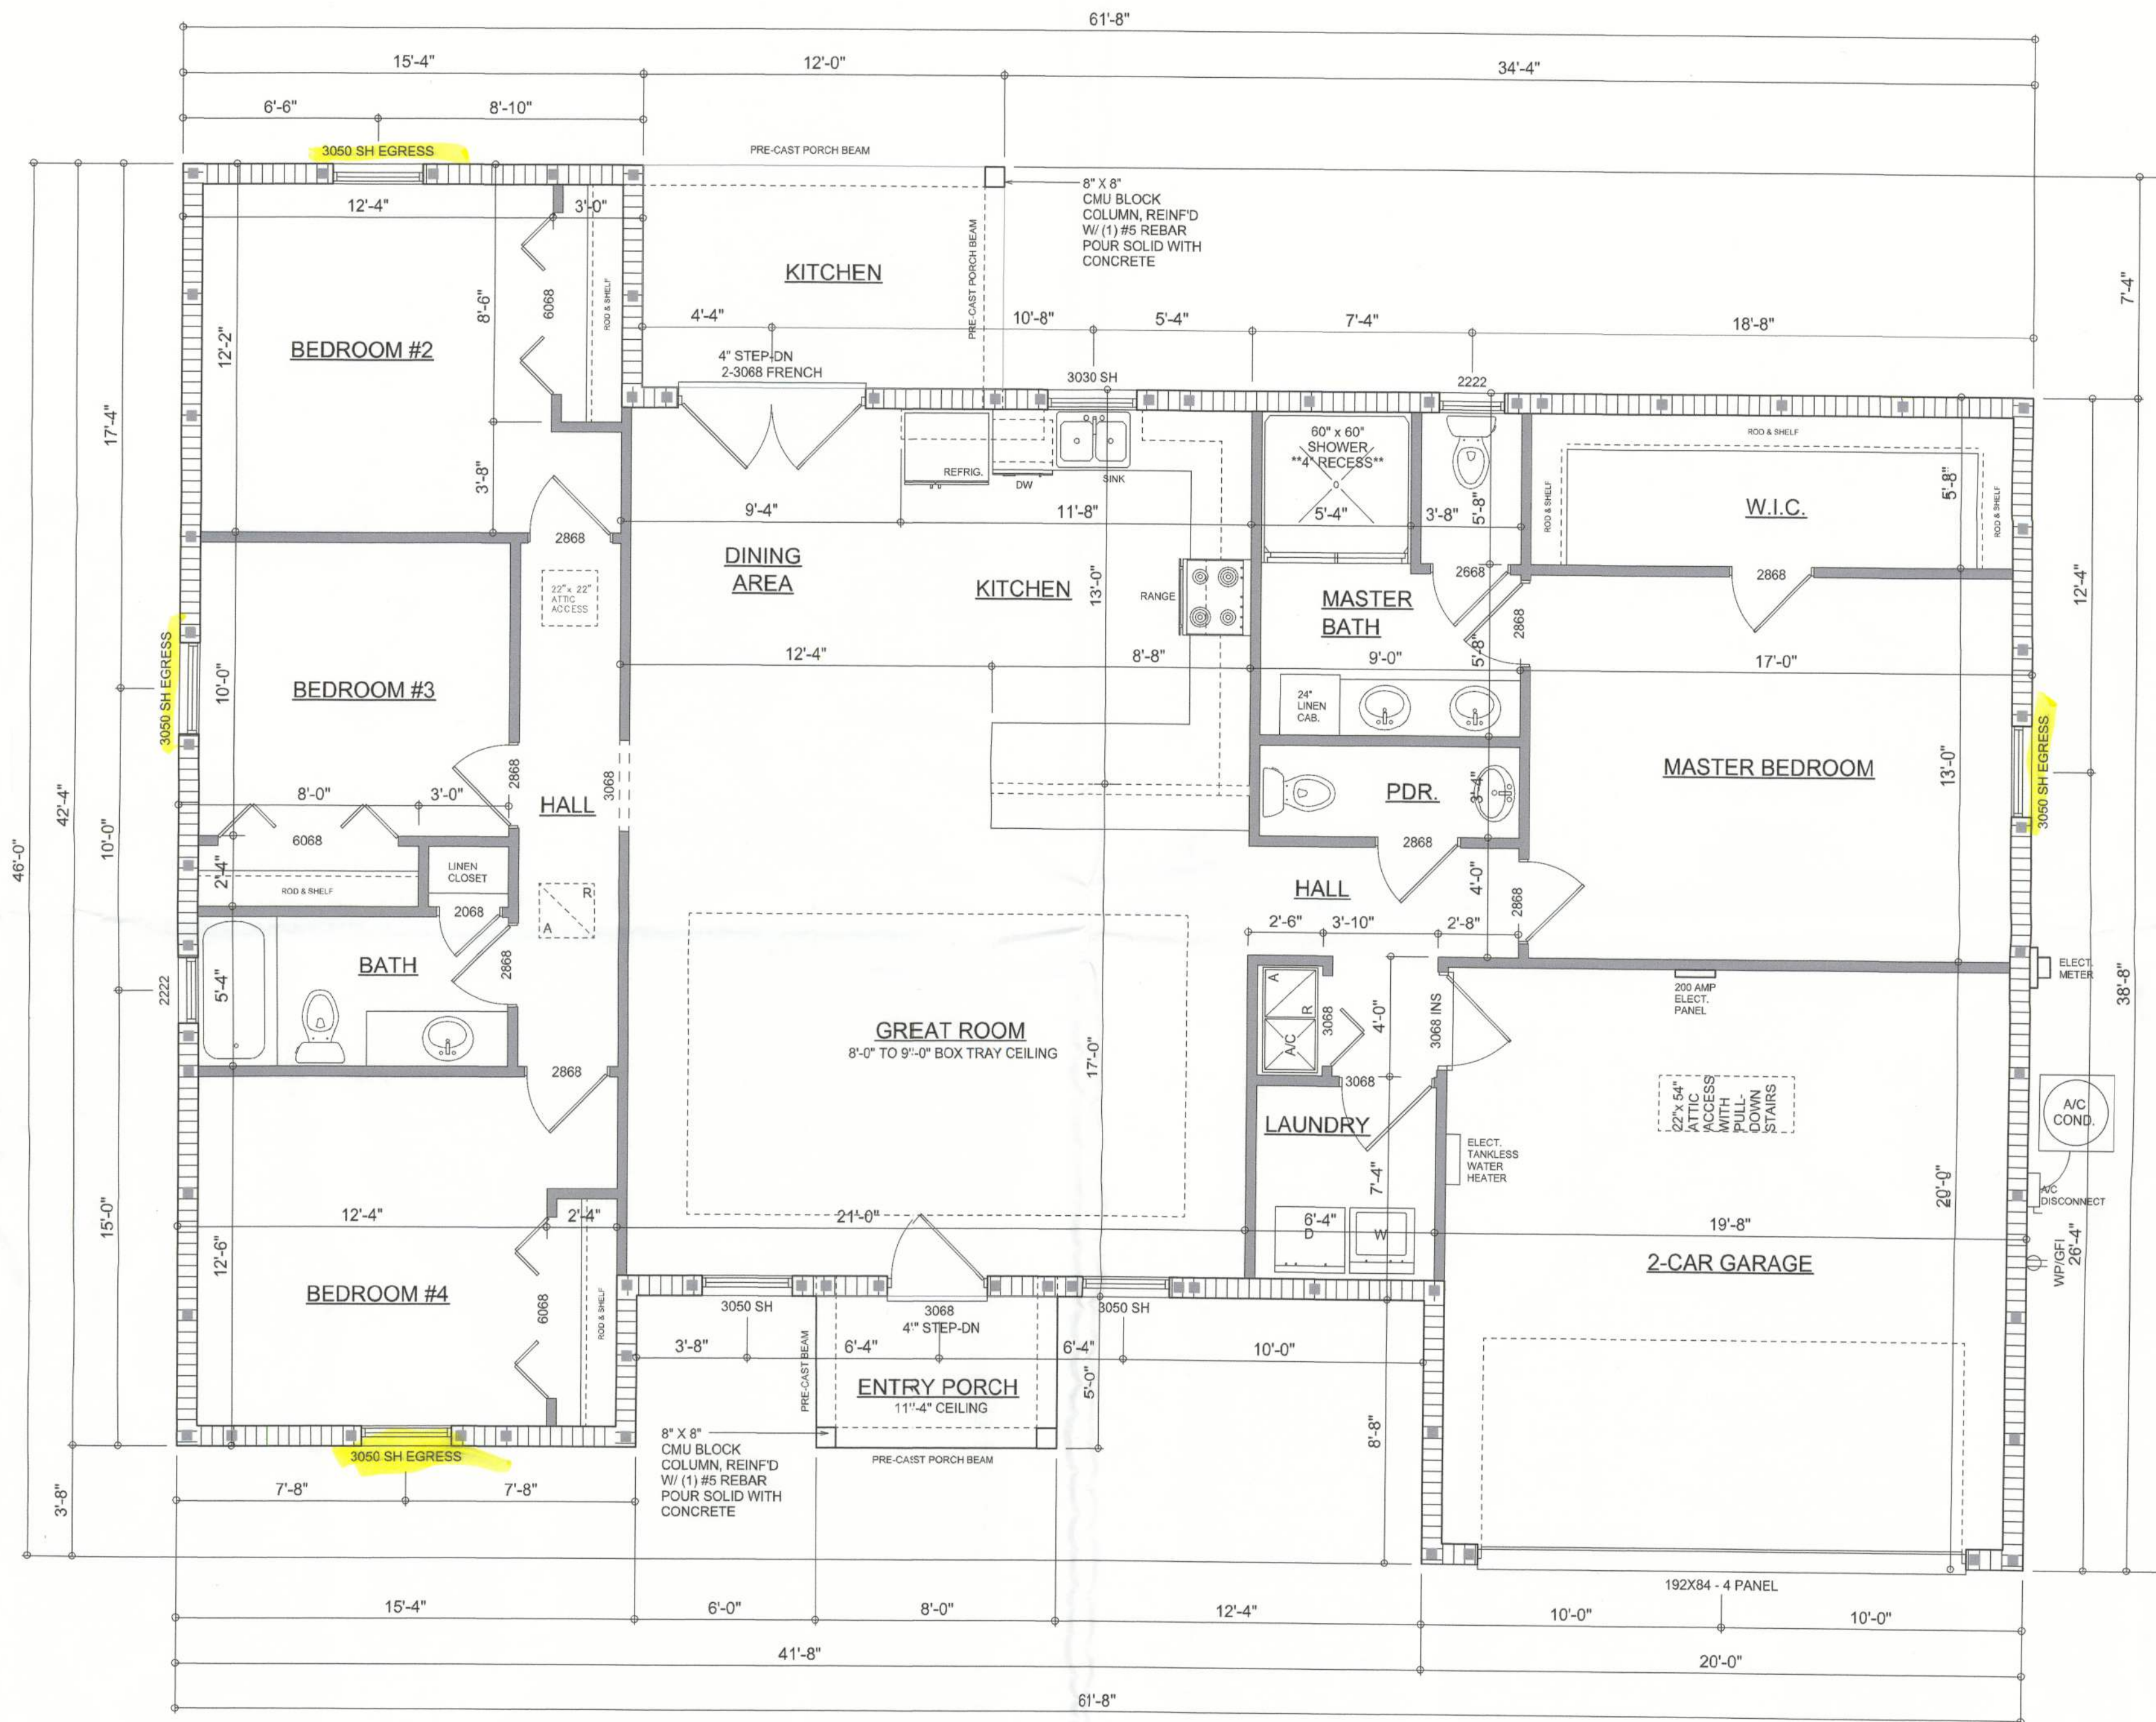 61'-8"
15'-4"
12'-0"
34'-4"
6'-6"
8'-10"
3050 SH EGRESS
PRE-CAST PORCH BEAM
12'-4"
3'-0"
8" X 8"
CMU BLOCK
COLUMN, REINF'D
W/ (1) #5 REBAR
POUR SOLID WITH
CONCRETE
PRE-CAST PORCH BEAM
KITCHEN
7'-4"
8'-6"
6068
ROD & SHELF
4'-4"
10'-8"
5'-4"
7'-4"
18'-8"
12'-2"
BEDROOM #2
4" STEP-DN
2-3068 FRENCH
3030 SH
2222
17'-4"
3'-8"
REFRIG.
DW
SINK
60" x 60"
SHOWER
**4" RECESS**
5'-4"
3'-8"
5'-8"
ROD & SHELF
ROD & SHELF
ROD & SHELF
W.I.C.
5'-8"
9'-4"
11'-8"
2868
DINING
AREA
KITCHEN
13'-0"
RANGE
MASTER
BATH
2668
2868
2868
12'-4"
22"x 22"
ATTIC
ACCESS
3050 SH EGRESS
10'-0"
BEDROOM #3
12'-4"
8'-8"
9'-0"
5'-8"
17'-0"
24"
LINEN
CAB.
3050 SH EGRESS
MASTER BEDROOM
13'-0"
8'-0"
3'-0"
2868
HALL
3068
PDR.
3'-4"
46'-0"
42'-4"
10'-0"
6068
2868
2'-4"
ROD & SHELF
LINEN
CLOSET
2068
R
A
HALL
4'-0"
2868
2'-6"
3'-10"
2'-8"
BATH
5'-4"
2868
2222
ELECT.
METER
38'-8"
200 AMP
ELECT.
PANEL
GREAT ROOM
8'-0" TO 9'-0" BOX TRAY CEILING
17'-0"
A
R
A/C
3068
4'-0"
3068 INS
2868
3068
LAUNDRY
22"x 54"
ATTIC
ACCESS
WITH
PULL-
DOWN
STAIRS
A/C
COND.
ELECT.
TANKLESS
WATER
HEATER
7'-4"
20'-0"
A/C
DISCONNECT
15'-0"
12'-4"
2'-4"
21'-0"
6'-4"
D
W
19'-8"
12'-6"
BEDROOM #4
6068
ROD & SHELF
2-CAR GARAGE
WP/GFI
26'-4"
3050 SH
3068
4" STEP-DN
3050 SH
3'-8"
6'-4"
6'-4"
10'-0"
PRE-CAST BEAM
ENTRY PORCH
11'-4" CEILING
5'-0"
8'-8"
3050 SH EGRESS
8" X 8"
CMU BLOCK
COLUMN, REINF'D
W/ (1) #5 REBAR
POUR SOLID WITH
CONCRETE
PRE-CAST PORCH BEAM
7'-8"
7'-8"
3'-8"
192X84 - 4 PANEL
15'-4"
6'-0"
8'-0"
12'-4"
10'-0"
10'-0"
41'-8"
20'-0"
61'-8"